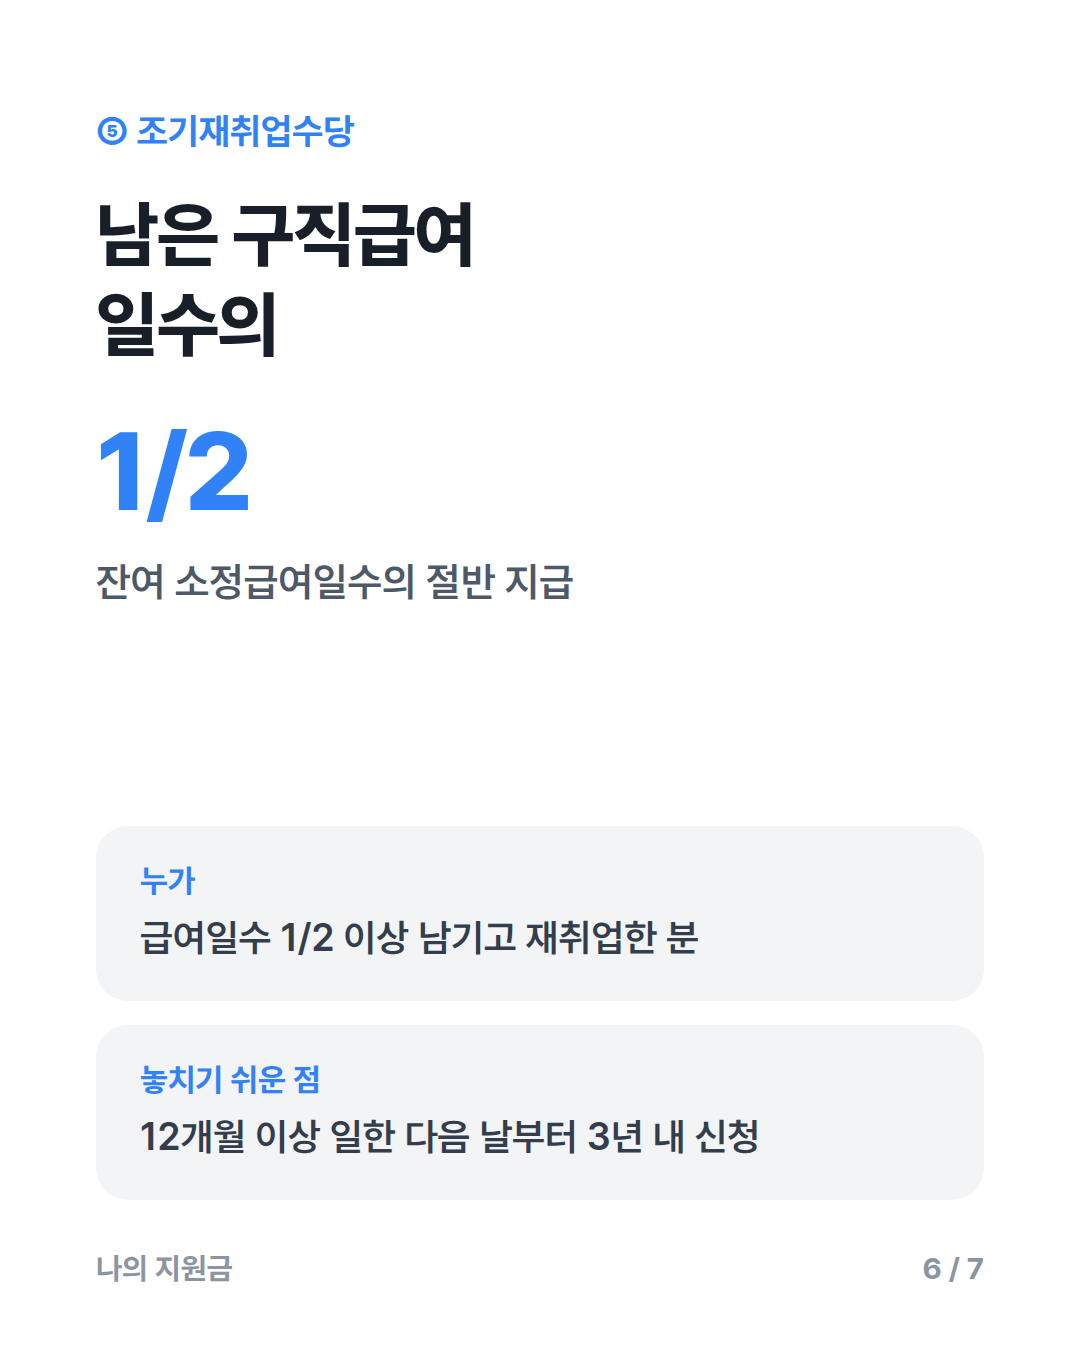 ⑤ 조기재취업수당
남은 구직급여
일수의
1/2
잔여 소정급여일수의 절반 지급
누가
급여일수 1/2 이상 남기고 재취업한 분
놓치기 쉬운 점
12개월 이상 일한 다음 날부터 3년 내 신청
나의 지원금
6 / 7